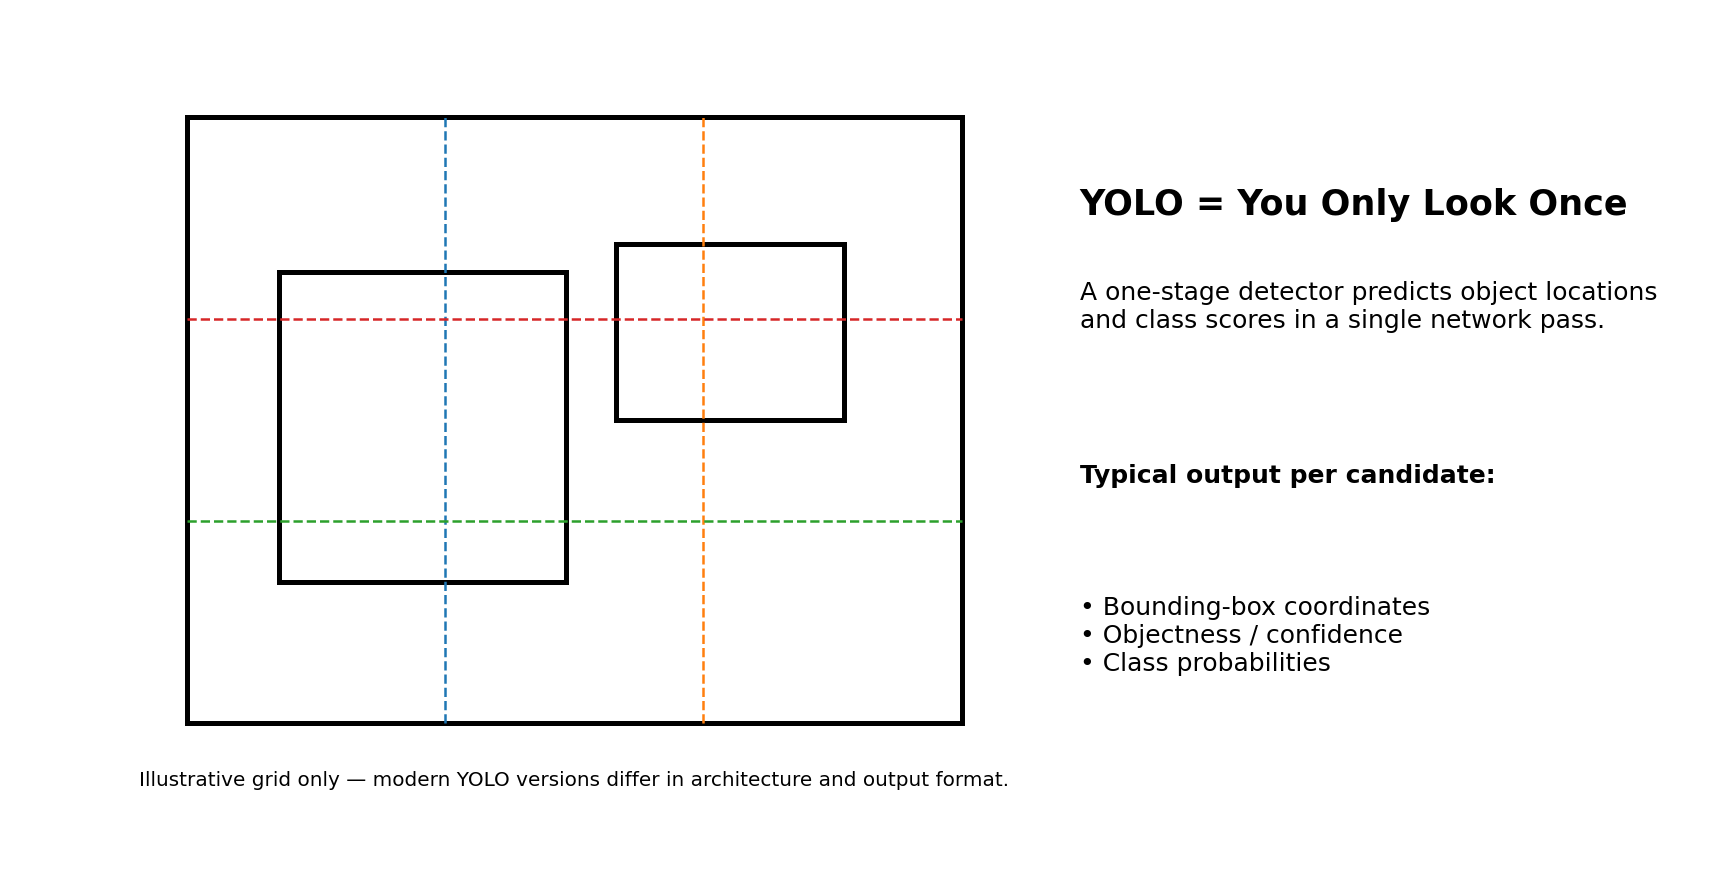 YOLO = You Only Look Once
A one-stage detector predicts object locations
and class scores in a single network pass.
Typical output per candidate:
• Bounding-box coordinates
• Objectness / confidence
• Class probabilities
Illustrative grid only — modern YOLO versions differ in architecture and output format.